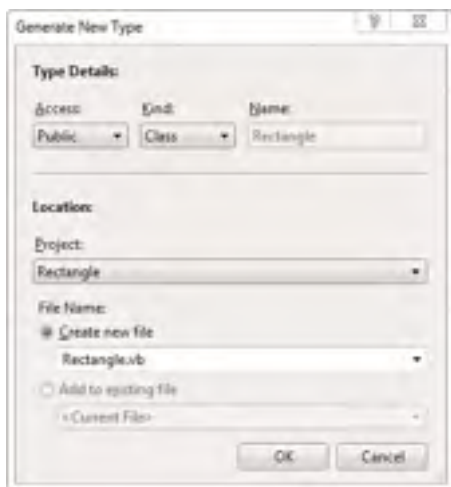 Generate New Type
Type Details:
Access: Kind: Name:
Public Class Rectangle
Location:
Project:
Rectangle
File Name:
Create new file
Rectangle.vb
Add to existing file
<Current File>
OK Cancel